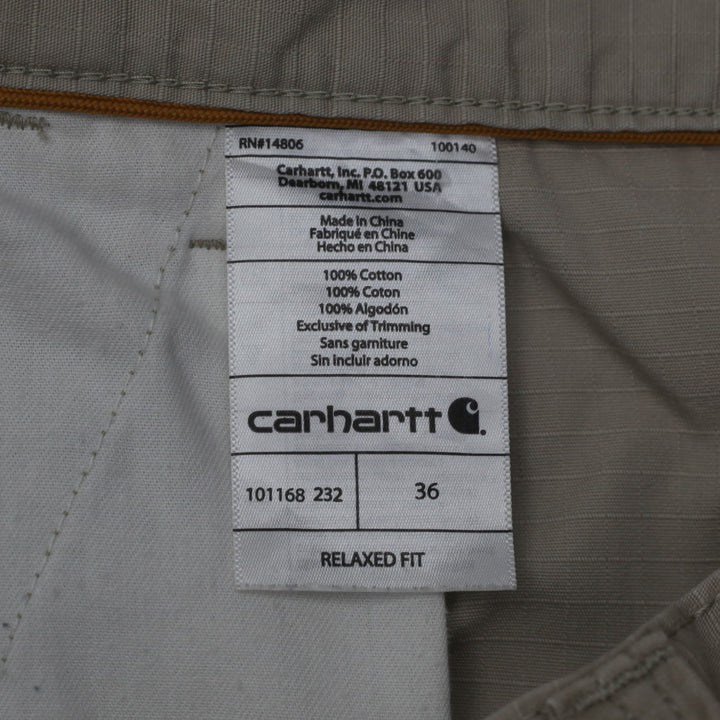 RN#14806 100140
Carhartt, Inc. P.O. Box 600
Dearborn, MI 48121 USA
carhartt.com
Made in China
Fabriqué en Chine
Hecho en China
100% Cotton
100% Coton
100% Algodón
Exclusive of Trimming
Sans garniture
Sin incluir adorno
carhartt
101168 232 36
RELAXED FIT